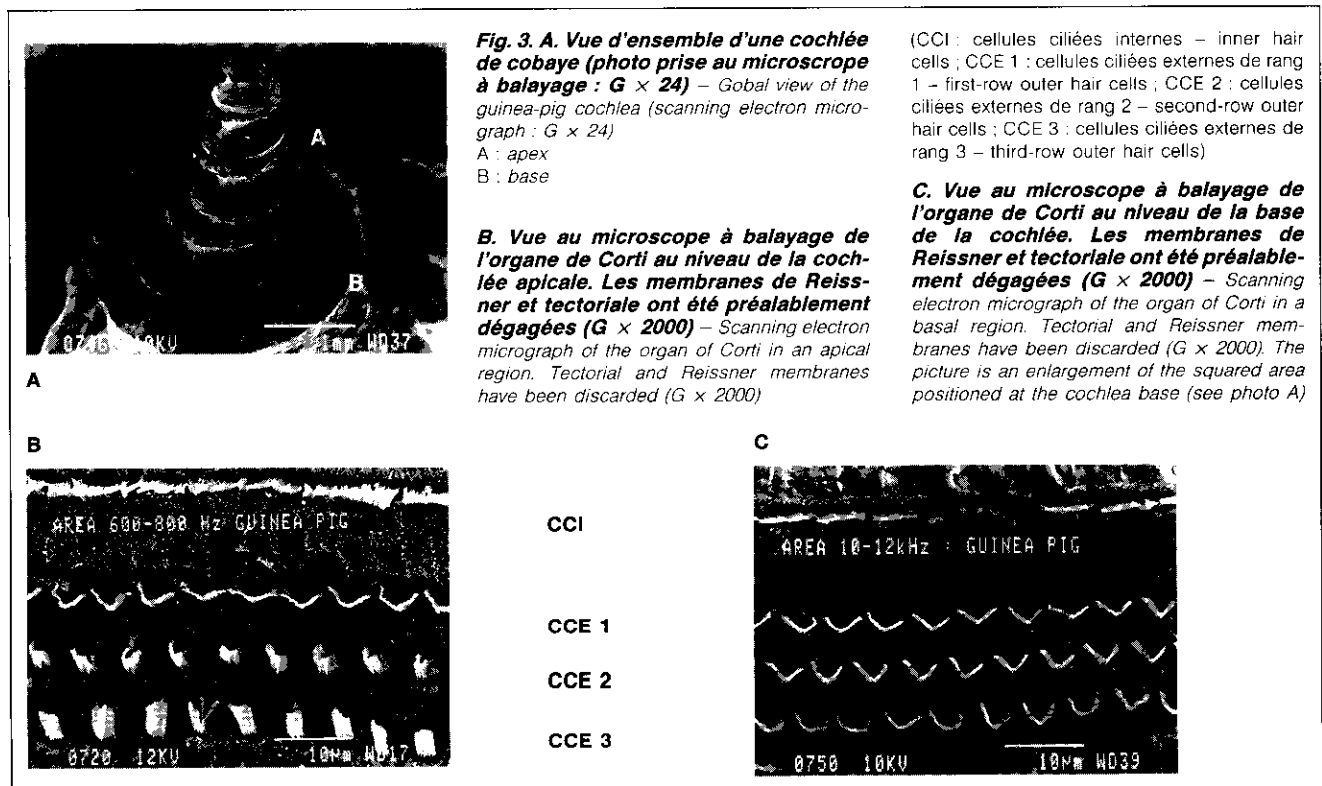 Fig. 3. A. Vue d'ensemble d'une cochlée
de cobaye (photo prise au microscrope
à balayage : G × 24) – Gobal view of the
guinea-pig cochlea (scanning electron micro-
graph : G × 24)
A : apex
B : base
B. Vue au microscope à balayage de
l'organe de Corti au niveau de la coch-
lée apicale. Les membranes de Reiss-
ner et tectoriale ont été préalablement
dégagées (G × 2000) – Scanning electron
micrograph of the organ of Corti in an apical
region. Tectorial and Reissner membranes
have been discarded (G × 2000)
(CCI : cellules ciliées internes – inner hair
cells ; CCE 1 : cellules ciliées externes de rang
1 – first-row outer hair cells ; CCE 2 : cellules
ciliées externes de rang 2 – second-row outer
hair cells ; CCE 3 : cellules ciliées externes de
rang 3 – third-row outer hair cells)
C. Vue au microscope à balayage de
l'organe de Corti au niveau de la base
de la cochlée. Les membranes de
Reissner et tectoriale ont été préalable-
ment dégagées (G × 2000) – Scanning
electron micrograph of the organ of Corti in a
basal region. Tectorial and Reissner mem-
branes have been discarded (G × 2000). The
picture is an enlargement of the squared area
positioned at the cochlea base (see photo A)
A
B
1mm WD37
A
B
AREA 600-800 Hz GUINEA PIG
0720 12KV 10µm WD17
CCI
CCE 1
CCE 2
CCE 3
C
AREA 10-12kHz : GUINEA PIG
0750 10KV 10µm WD39